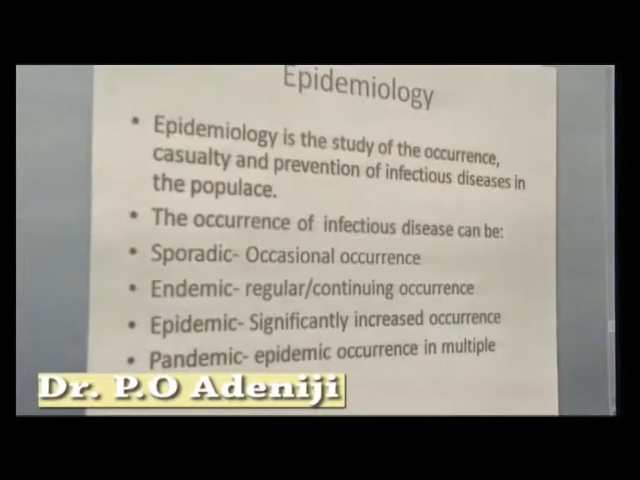 Epidemiology
• Epidemiology is the study of the occurrence,
casualty and prevention of infectious diseases in
the populace.
• The occurrence of infectious disease can be:
• Sporadic- Occasional occurrence
• Endemic- regular/continuing occurrence
• Epidemic- Significantly increased occurrence
• Pandemic- epidemic occurrence in multiple
Dr. P.O Adeniji